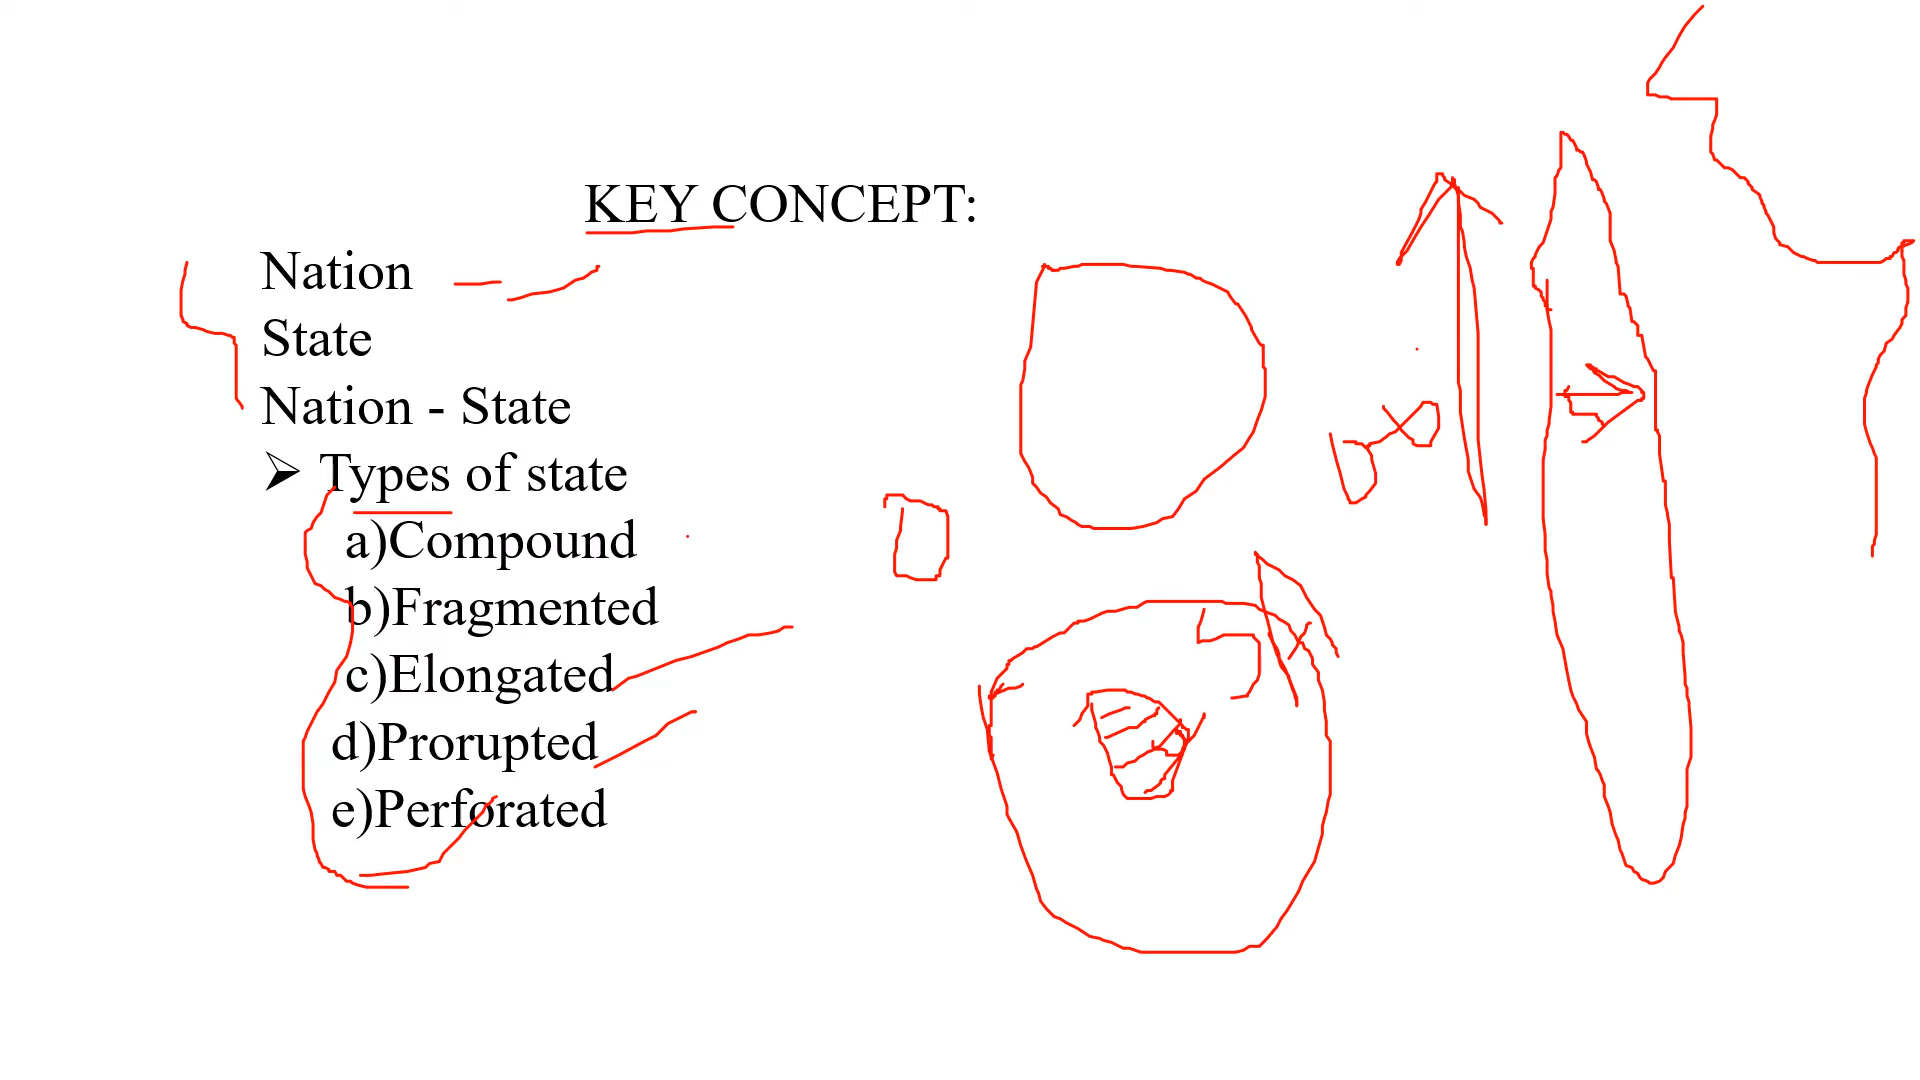 KEY CONCEPT:
Nation
State
Nation - State
➢ Types of state
a)Compound
b)Fragmented
c)Elongated
d)Prorupted
e)Perforated